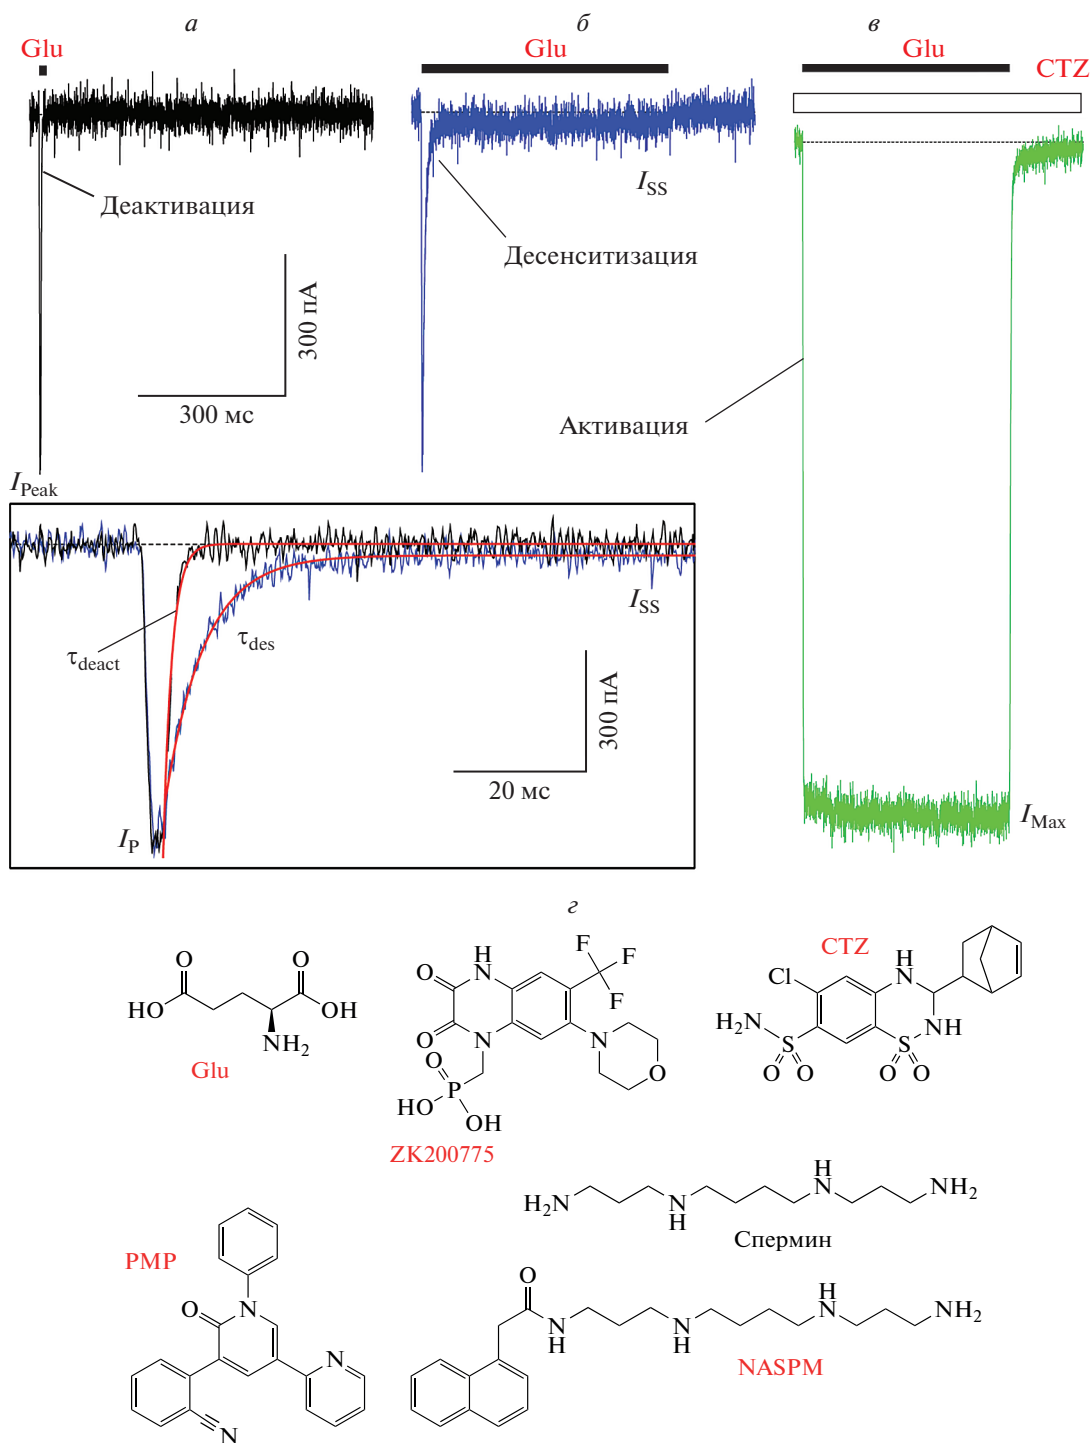 а
б
в
Glu
Glu
Glu
CTZ
Деактивация
I_SS
Десенситизация
300 пА
300 мс
Активация
I_Peak
I_SS
τ_deact
τ_des
300 пА
20 мс
I_P
I_Max
г
O
O
HO
OH
NH₂
Glu
H
N
O
O
N
F
F
F
N
O
O
P
HO
OH
ZK200775
CTZ
Cl
H
N
NH
H₂N
S
O O
S
O O
H₂N
N
H
H
N
NH₂
Спермин
PMP
O
N
N
N
O
N
H
N
H
H
N
NH₂
NASPM